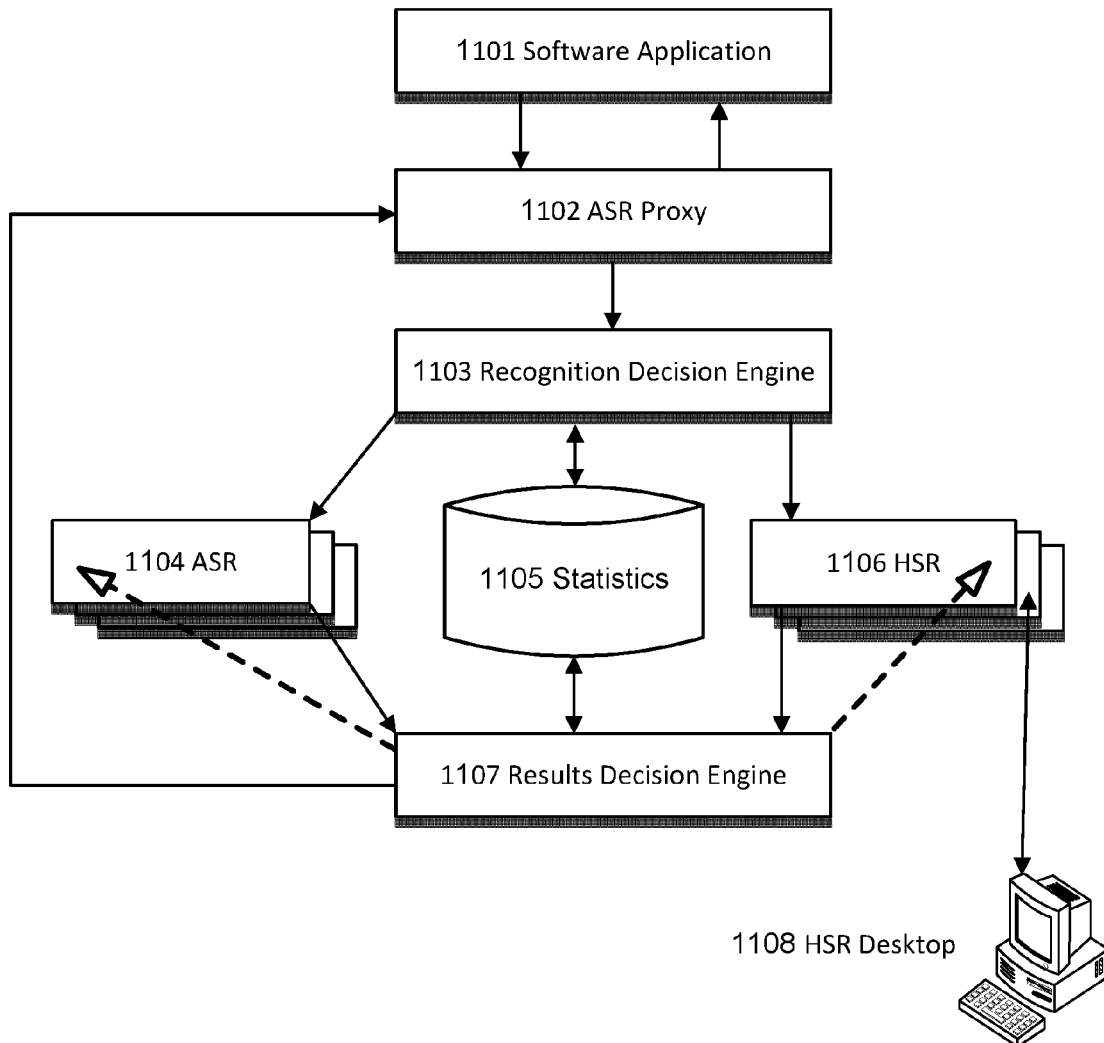 1101 Software Application
1102 ASR Proxy
1103 Recognition Decision Engine
1104 ASR
1105 Statistics
1106 HSR
1107 Results Decision Engine
1108 HSR Desktop